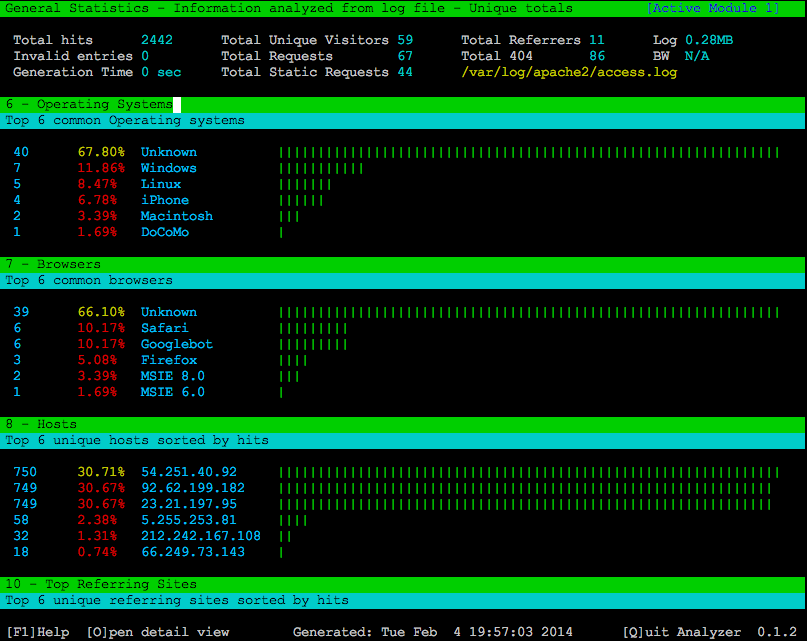 General Statistics - Information analyzed from log file - Unique totals [Active Module 1]
Total hits 2442 Total Unique Visitors 59 Total Referrers 11 Log 0.28MB
Invalid entries 0 Total Requests 67 Total 404 86 BW N/A
Generation Time 0 sec Total Static Requests 44 /var/log/apache2/access.log
6 - Operating Systems
Top 6 common Operating systems
40 67.80% Unknown
7 11.86% Windows
5 8.47% Linux
4 6.78% iPhone
2 3.39% Macintosh
1 1.69% DoCoMo
7 - Browsers
Top 6 common browsers
39 66.10% Unknown
6 10.17% Safari
6 10.17% Googlebot
3 5.08% Firefox
2 3.39% MSIE 8.0
1 1.69% MSIE 6.0
8 - Hosts
Top 6 unique hosts sorted by hits
750 30.71% 54.251.40.92
749 30.67% 92.62.199.182
749 30.67% 23.21.197.95
58 2.38% 5.255.253.81
32 1.31% 212.242.167.108
18 0.74% 66.249.73.143
10 - Top Referring Sites
Top 6 unique referring sites sorted by hits
[F1]Help [O]pen detail view Generated: Tue Feb 4 19:57:03 2014 [Q]uit Analyzer 0.1.2